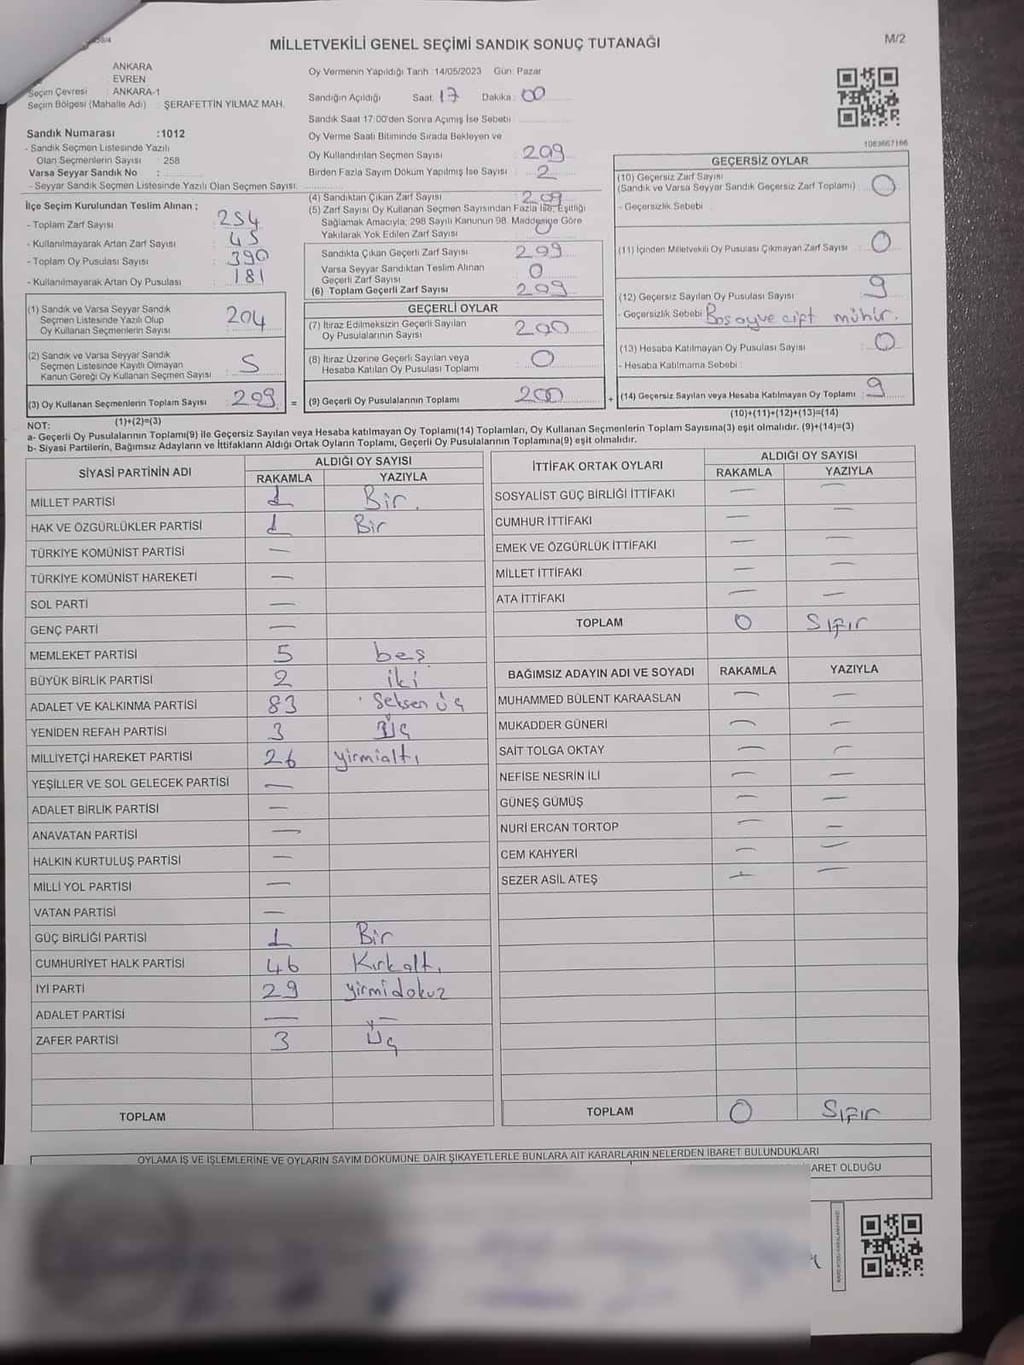 MİLLETVEKİLİ GENEL SEÇİMİ SANDIK SONUÇ TUTANAĞI
M/2
ANKARA
EVREN
Seçim Çevresi : ANKARA-1
Seçim Bölgesi (Mahalle Adı) : ŞERAFETTİN YILMAZ MAH.
Sandık Numarası :1012
- Sandık Seçmen Listesinde Yazılı
Olan Seçmenlerin Sayısı : 258
Varsa Seyyar Sandık No :
- Seyyar Sandık Seçmen Listesinde Yazılı Olan Seçmen Sayısı:
İlçe Seçim Kurulundan Teslim Alınan ;
- Toplam Zarf Sayısı 254
- Kullanılmayarak Artan Zarf Sayısı 45
- Toplam Oy Pusulası Sayısı 390
- Kullanılmayarak Artan Oy Pusulası 181
Oy Vermenin Yapıldığı Tarih :14/05/2023 Gün: Pazar
Sandığın Açıldığı Saat: 17 Dakika : 00
Sandık Saat 17:00'den Sonra Açımış İse Sebebi :
Oy Verme Saati Bitiminde Sırada Bekleyen ve
Oy Kullandırılan Seçmen Sayısı 209
Birden Fazla Sayım Döküm Yapılmış İse Sayısı 2
(4) Sandıktan Çıkan Zarf Sayısı 209
(5) Zarf Sayısı Oy Kullanan Seçmen Sayısından Fazla İse, Eşitliği
Sağlamak Amacıyla; 298 Sayılı Kanunun 98. Maddesine Göre
Yakılarak Yok Edilen Zarf Sayısı 0
Sandıkta Çıkan Geçerli Zarf Sayısı 209
Varsa Seyyar Sandıktan Teslim Alınan
Geçerli Zarf Sayısı 0
(6) Toplam Geçerli Zarf Sayısı 209
1083667166
GEÇERSİZ OYLAR
(10) Geçersiz Zarf Sayısı
(Sandık ve Varsa Seyyar Sandık Geçersiz Zarf Toplamı) 0
- Geçersizlik Sebebi :
(11) İçinden Milletvekili Oy Pusulası Çıkmayan Zarf Sayısı 0
(12) Geçersiz Sayılan Oy Pusulası Sayısı 9
- Geçersizlik Sebebi: Boş oy ve çift mühür.
(13) Hesaba Katılmayan Oy Pusulası Sayısı 0
- Hesaba Katılmama Sebebi :
(14) Geçersiz Sayılan veya Hesaba Katılmayan Oy Toplamı 9
(10)+(11)+(12)+(13)=(14)
(1) Sandık ve Varsa Seyyar Sandık
Seçmen Listesinde Yazılı Olup
Oy Kullanan Seçmenlerin Sayısı 204
(2) Sandık ve Varsa Seyyar Sandık
Seçmen Listesinde Kayıtlı Olmayan
Kanun Gereği Oy Kullanan Seçmen Sayısı 5
(3) Oy Kullanan Seçmenlerin Toplam Sayısı 209 =
(1)+(2)=(3)
GEÇERLİ OYLAR
(7) İtiraz Edilmeksizin Geçerli Sayılan
Oy Pusulalarının Sayısı 200
(8) İtiraz Üzerine Geçerli Sayılan veya
Hesaba Katılan Oy Pusulası Toplamı 0
(9) Geçerli Oy Pusulalarının Toplamı 200 +
NOT:
a- Geçerli Oy Pusulalarının Toplamı(9) ile Geçersiz Sayılan veya Hesaba Katılmayan Oy Toplamı(14) Toplamları, Oy Kullanan Seçmenlerin Toplam Sayısına(3) eşit olmalıdır. (9)+(14)=(3)
b- Siyasi Partilerin, Bağımsız Adayların ve İttifakların Aldığı Ortak Oyların Toplamı, Geçerli Oy Pusulalarının Toplamına(9) eşit olmalıdır.
SİYASİ PARTİNİN ADI ALDIĞI OY SAYISI
RAKAMLA YAZIYLA
MİLLET PARTİSİ 1 Bir.
HAK VE ÖZGÜRLÜKLER PARTİSİ 1 Bir
TÜRKİYE KOMÜNİST PARTİSİ —
TÜRKİYE KOMÜNİST HAREKETİ —
SOL PARTİ —
GENÇ PARTİ —
MEMLEKET PARTİSİ 5 beş
BÜYÜK BİRLİK PARTİSİ 2 iki
ADALET VE KALKINMA PARTİSİ 83 Seksen üç
YENİDEN REFAH PARTİSİ 3 Üç
MİLLİYETÇİ HAREKET PARTİSİ 26 yirmialtı
YEŞİLLER VE SOL GELECEK PARTİSİ —
ADALET BİRLİK PARTİSİ —
ANAVATAN PARTİSİ —
HALKIN KURTULUŞ PARTİSİ —
MİLLİ YOL PARTİSİ —
VATAN PARTİSİ —
GÜÇ BİRLİĞİ PARTİSİ 1 Bir
CUMHURİYET HALK PARTİSİ 46 Kırkaltı
İYİ PARTİ 29 yirmidokuz
ADALET PARTİSİ — —
ZAFER PARTİSİ 3 Üç
TOPLAM
İTTİFAK ORTAK OYLARI ALDIĞI OY SAYISI
RAKAMLA YAZIYLA
SOSYALİST GÜÇ BİRLİĞİ İTTİFAKI — —
CUMHUR İTTİFAKI — —
EMEK VE ÖZGÜRLÜK İTTİFAKI — —
MİLLET İTTİFAKI — —
ATA İTTİFAKI — —
TOPLAM 0 Sıfır
BAĞIMSIZ ADAYIN ADI VE SOYADI RAKAMLA YAZIYLA
MUHAMMED BÜLENT KARAASLAN — —
MUKADDER GÜNERİ — —
SAİT TOLGA OKTAY — —
NEFİSE NESRİN İLİ — —
GÜNEŞ GÜMÜŞ — —
NURİ ERCAN TORTOP — —
CEM KAHYERİ — —
SEZER ASİL ATEŞ — —
TOPLAM 0 Sıfır
OYLAMA İŞ VE İŞLEMLERİNE VE OYLARIN SAYIM DÖKÜMÜNE DAİR ŞİKAYETLERLE BUNLARA AİT KARARLARIN NELERDEN İBARET BULUNDUKLARI
ARET OLDUĞU